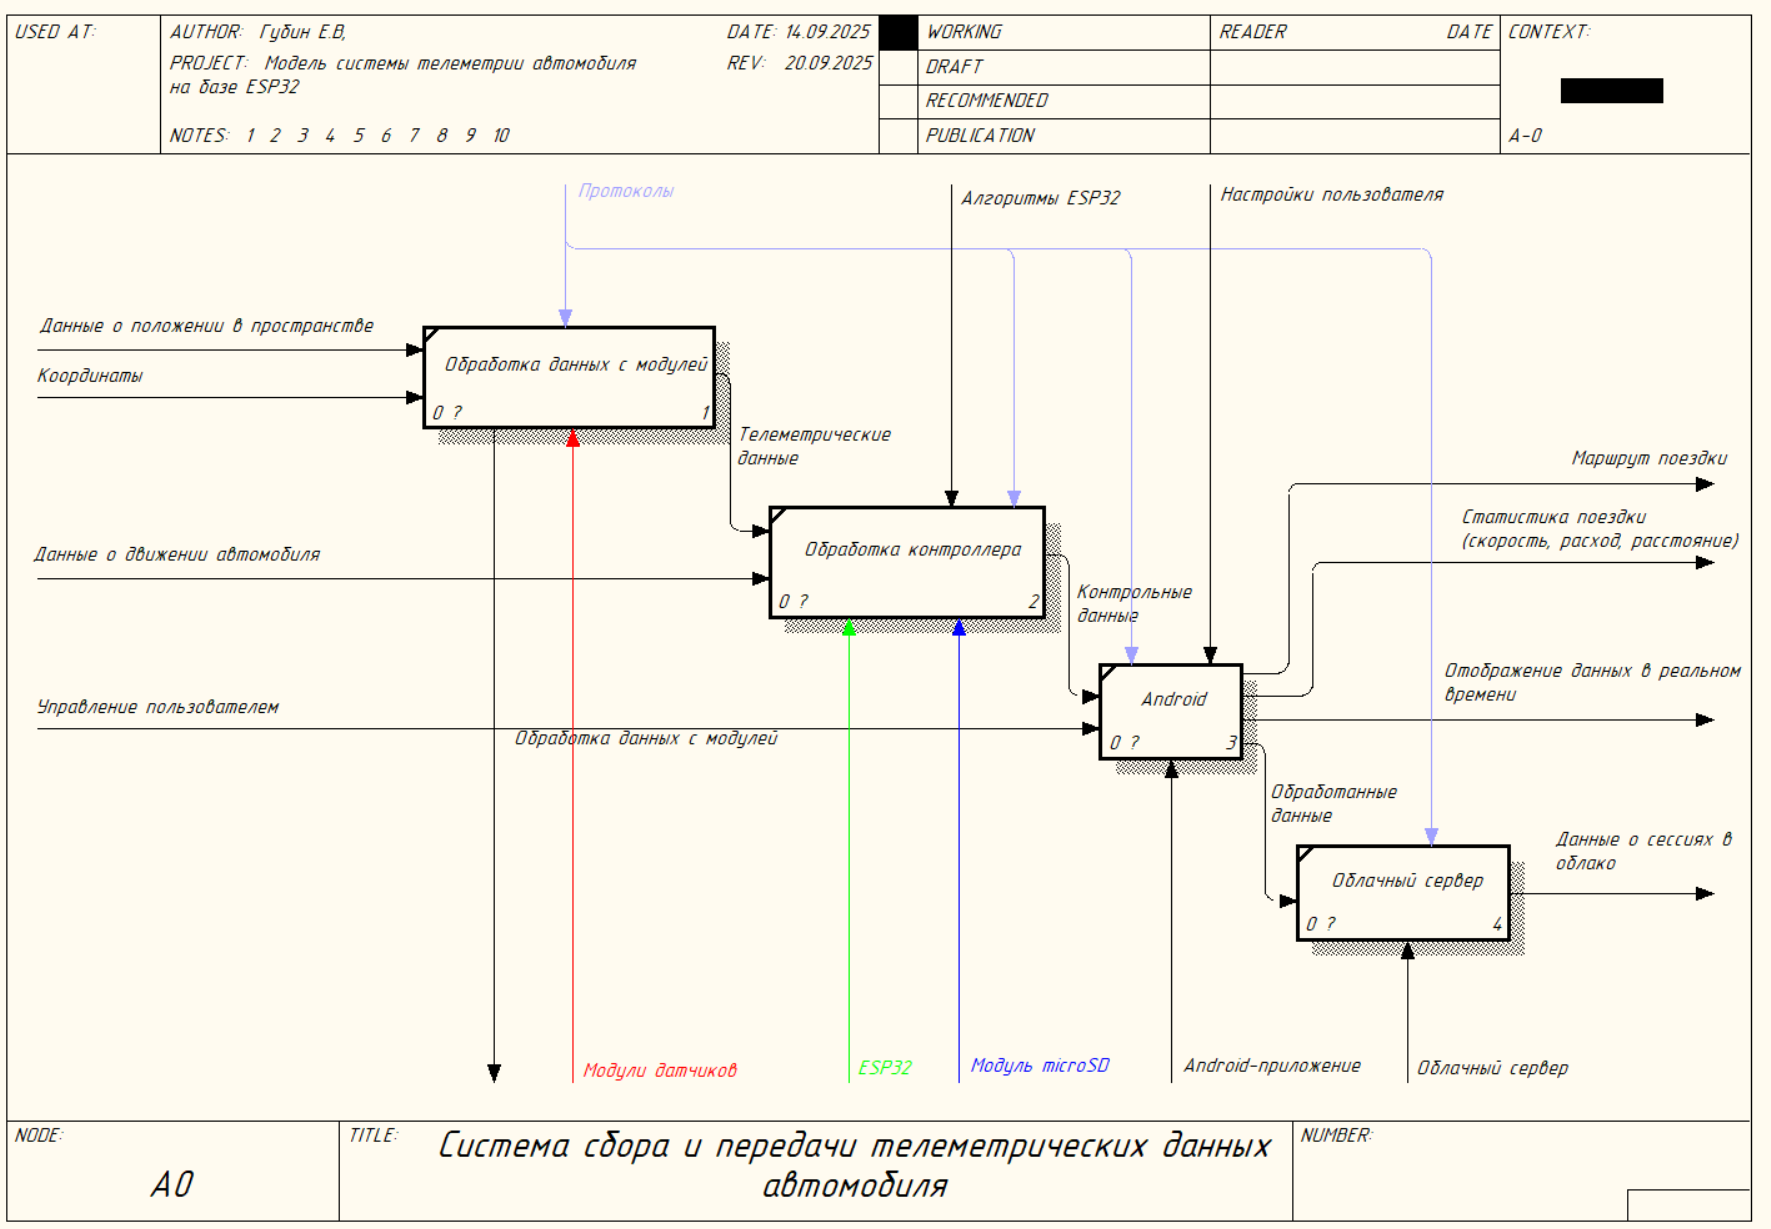 USED AT:
AUTHOR: Губин Е.В,
DATE: 14.09.2025
WORKING
READER
DATE
CONTEXT:
PROJECT: Модель системы телеметрии автомобиля
на базе ESP32
REV: 20.09.2025
DRAFT
RECOMMENDED
NOTES: 1 2 3 4 5 6 7 8 9 10
PUBLICATION
A-0
Протоколы
Алгоритмы ESP32
Настройки пользователя
Данные о положении в пространстве
Координаты
Обработка данных с модулей
0 ?
1
Телеметрические
данные
Маршрут поездки
Статистика поездки
(скорость, расход, расстояние)
Данные о движении автомобиля
Обработка контроллера
0 ?
2
Контрольные
данные
Отображение данных в реальном
времени
Управление пользователем
Обработка данных с модулей
Android
0 ?
3
Обработанные
данные
Данные о сессиях в
облако
Облачный сервер
0 ?
4
Модули датчиков
ESP32
Модуль microSD
Android-приложение
Облачный сервер
NODE:
A0
TITLE:
Система сбора и передачи телеметрических данных
автомобиля
NUMBER: